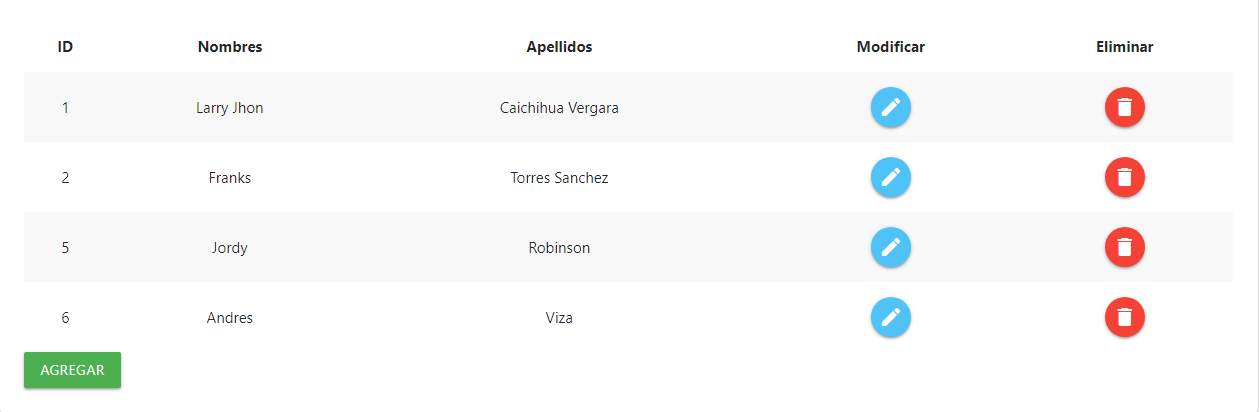 ID Nombres Apellidos Modificar Eliminar
1 Larry Jhon Caichihua Vergara
2 Franks Torres Sanchez
5 Jordy Robinson
6 Andres Viza
AGREGAR